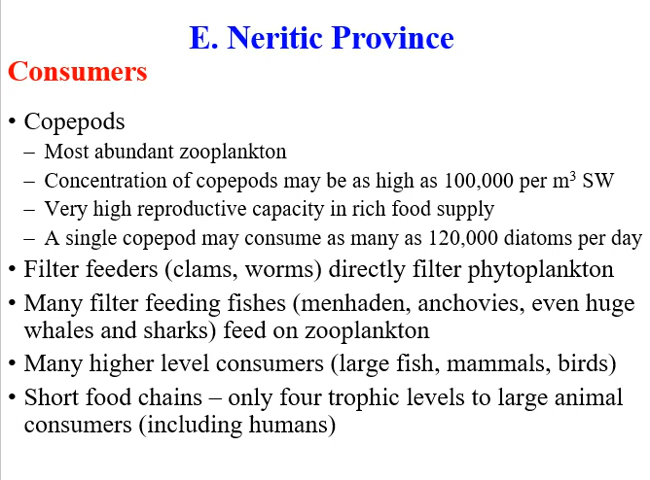 E. Neritic Province
Consumers
• Copepods
– Most abundant zooplankton
– Concentration of copepods may be as high as 100,000 per m³ SW
– Very high reproductive capacity in rich food supply
– A single copepod may consume as many as 120,000 diatoms per day
• Filter feeders (clams, worms) directly filter phytoplankton
• Many filter feeding fishes (menhaden, anchovies, even huge
whales and sharks) feed on zooplankton
• Many higher level consumers (large fish, mammals, birds)
• Short food chains – only four trophic levels to large animal
consumers (including humans)